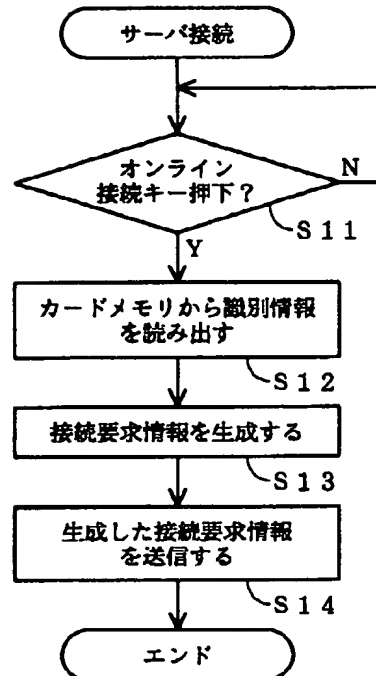 サーバ接続
オンライン
接続キー押下？
N
S11
Y
カードメモリから識別情報
を読み出す
S12
接続要求情報を生成する
S13
生成した接続要求情報
を送信する
S14
エンド